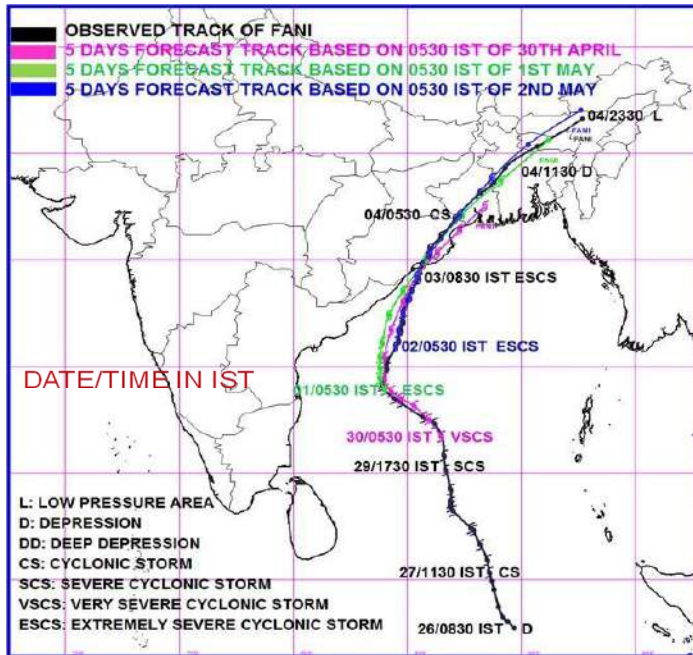 OBSERVED TRACK OF FANI
5 DAYS FORECAST TRACK BASED ON 0530 IST OF 30TH APRIL
5 DAYS FORECAST TRACK BASED ON 0530 IST OF 1ST MAY
5 DAYS FORECAST TRACK BASED ON 0530 IST OF 2ND MAY
04/2330 L
FANI
FANI
FANI
04/1130 D
04/0530 CS
FANI
03/0830 IST ESCS
02/0530 IST ESCS
DATE/TIME IN IST
01/0530 IST ESCS
30/0530 IST VSCS
29/1730 IST SCS
L: LOW PRESSURE AREA
D: DEPRESSION
DD: DEEP DEPRESSION
CS: CYCLONIC STORM
27/1130 IST CS
SCS: SEVERE CYCLONIC STORM
VSCS: VERY SEVERE CYCLONIC STORM
ESCS: EXTREMELY SEVERE CYCLONIC STORM
26/0830 IST D